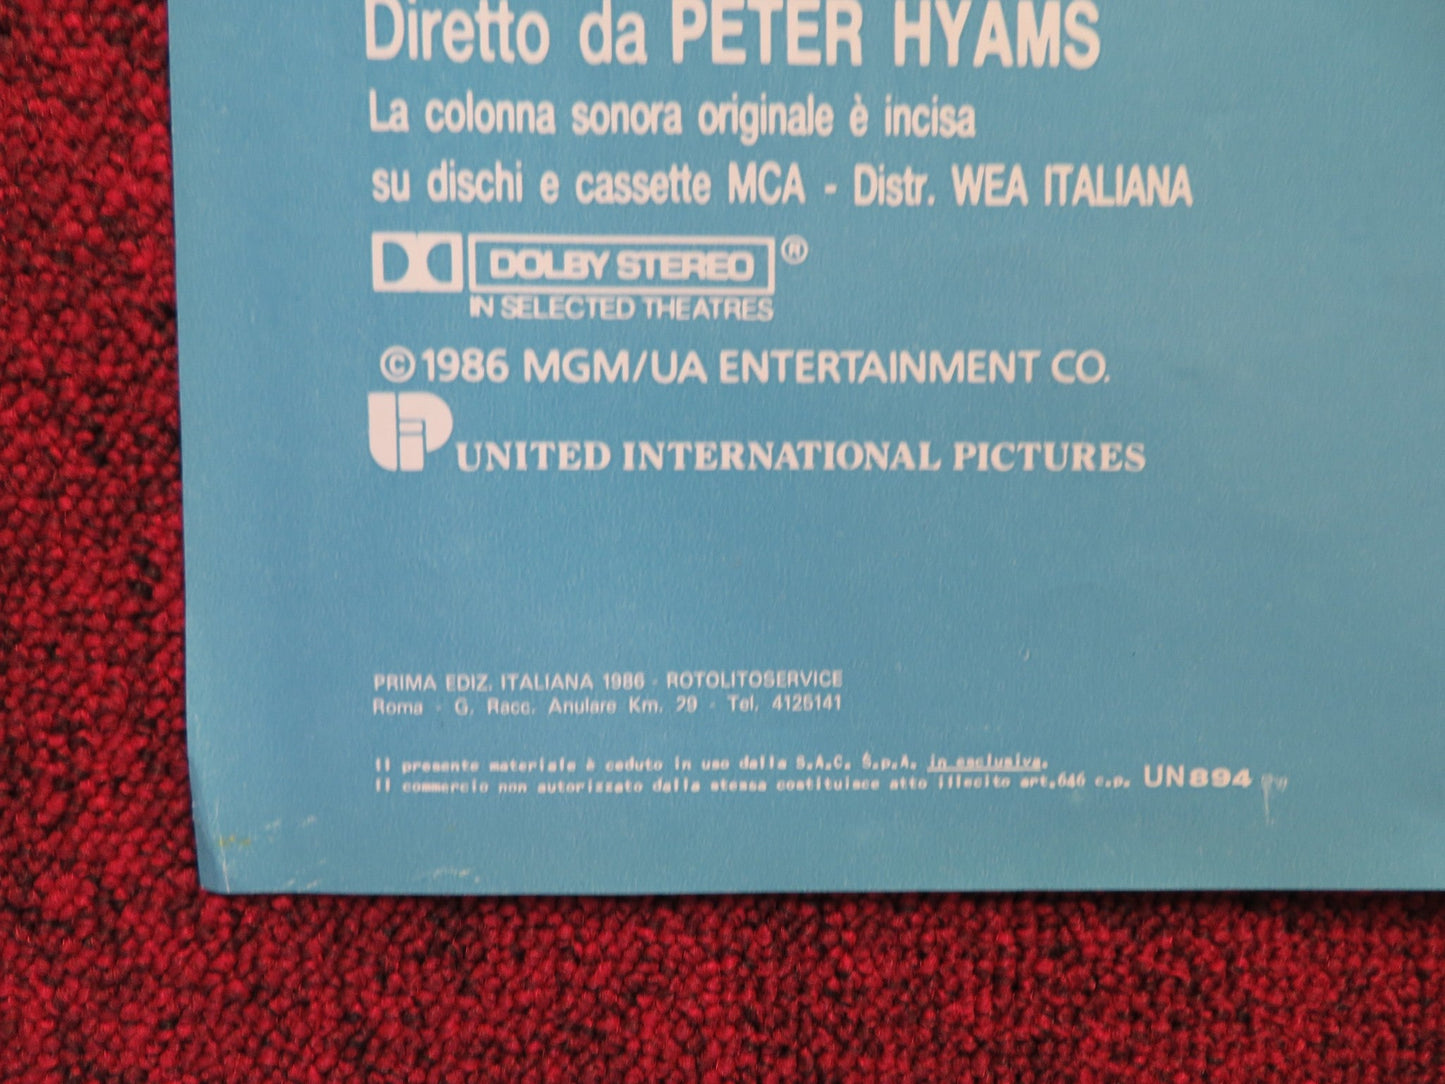 Diretto da PETER HYAMS
La colonna sonora originale è incisa
su dischi e cassette MCA - Distr. WEA ITALIANA
DOLBY STEREO ®
IN SELECTED THEATRES
© 1986 MGM/UA ENTERTAINMENT CO.
UIP UNITED INTERNATIONAL PICTURES
PRIMA EDIZ. ITALIANA 1986 - ROTOLITOSERVICE
Roma - G. Racc. Anulare Km. 29 - Tel. 4125141
Il presente materiale è ceduto in uso dalla S.A.C. S.p.A. in esclusiva.
Il commercio non autorizzato dalla stessa costituisce atto illecito art.646 c.p. UN894